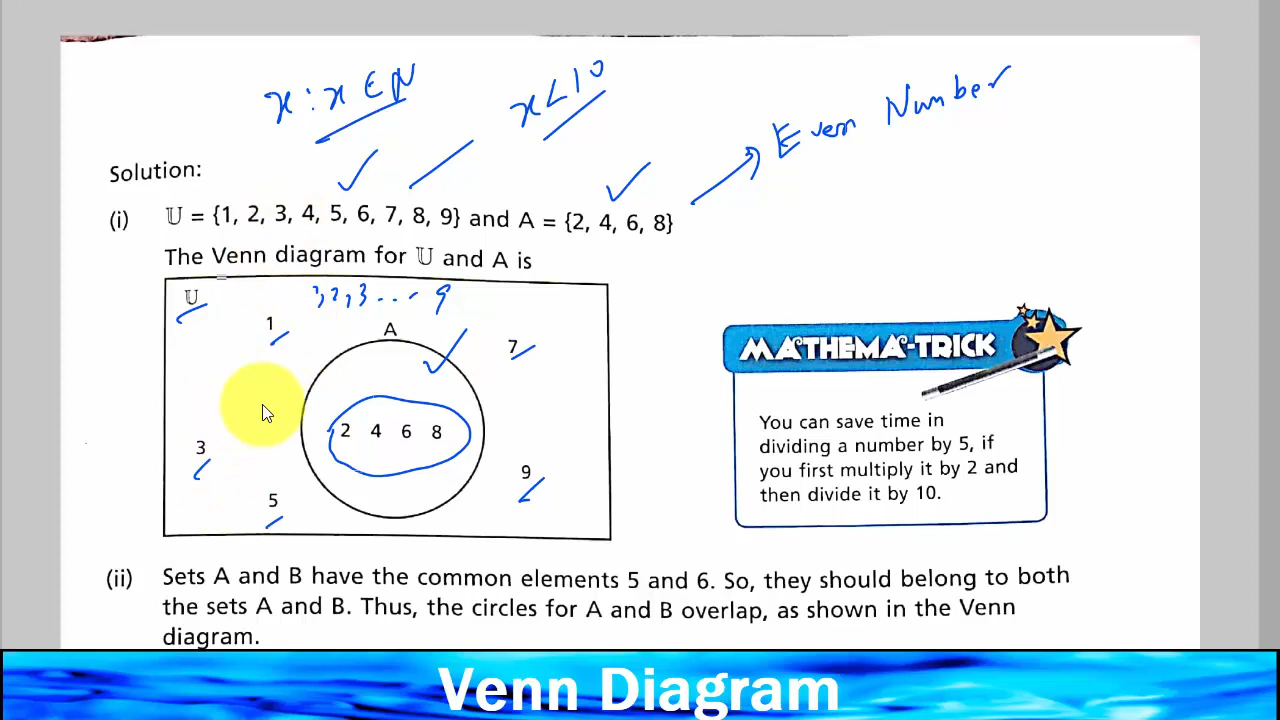 x : x ∈ N
x < 10
Even Number
Solution:
(i) 𝕌 = {1, 2, 3, 4, 5, 6, 7, 8, 9} and A = {2, 4, 6, 8}
The Venn diagram for 𝕌 and A is
𝕌
1, 2, 3 ... 9
1
A
7
2 4 6 8
3
9
5
MATHEMA-TRICK
You can save time in
dividing a number by 5, if
you first multiply it by 2 and
then divide it by 10.
(ii) Sets A and B have the common elements 5 and 6. So, they should belong to both
the sets A and B. Thus, the circles for A and B overlap, as shown in the Venn
diagram.
Venn Diagram